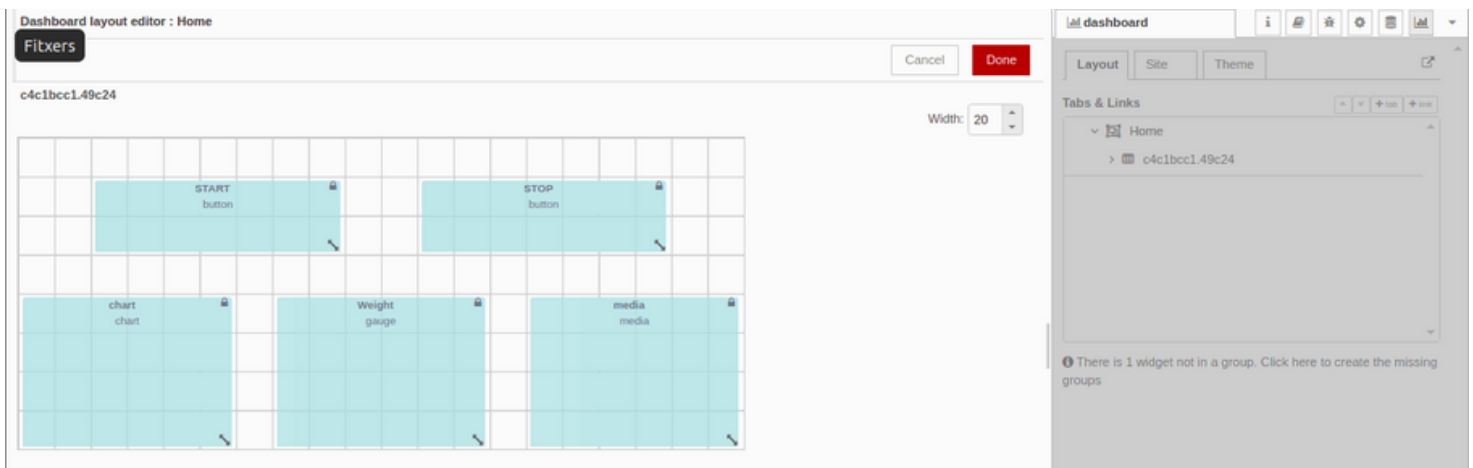 Dashboard layout editor : Home
Fitxers
Cancel
Done
c4c1bcc1.49c24
Width: 20
START
button
STOP
button
chart
chart
Weight
gauge
media
media
dashboard
i
Layout
Site
Theme
Tabs & Links
+ tab
+ link
Home
c4c1bcc1.49c24
There is 1 widget not in a group. Click here to create the missing
groups